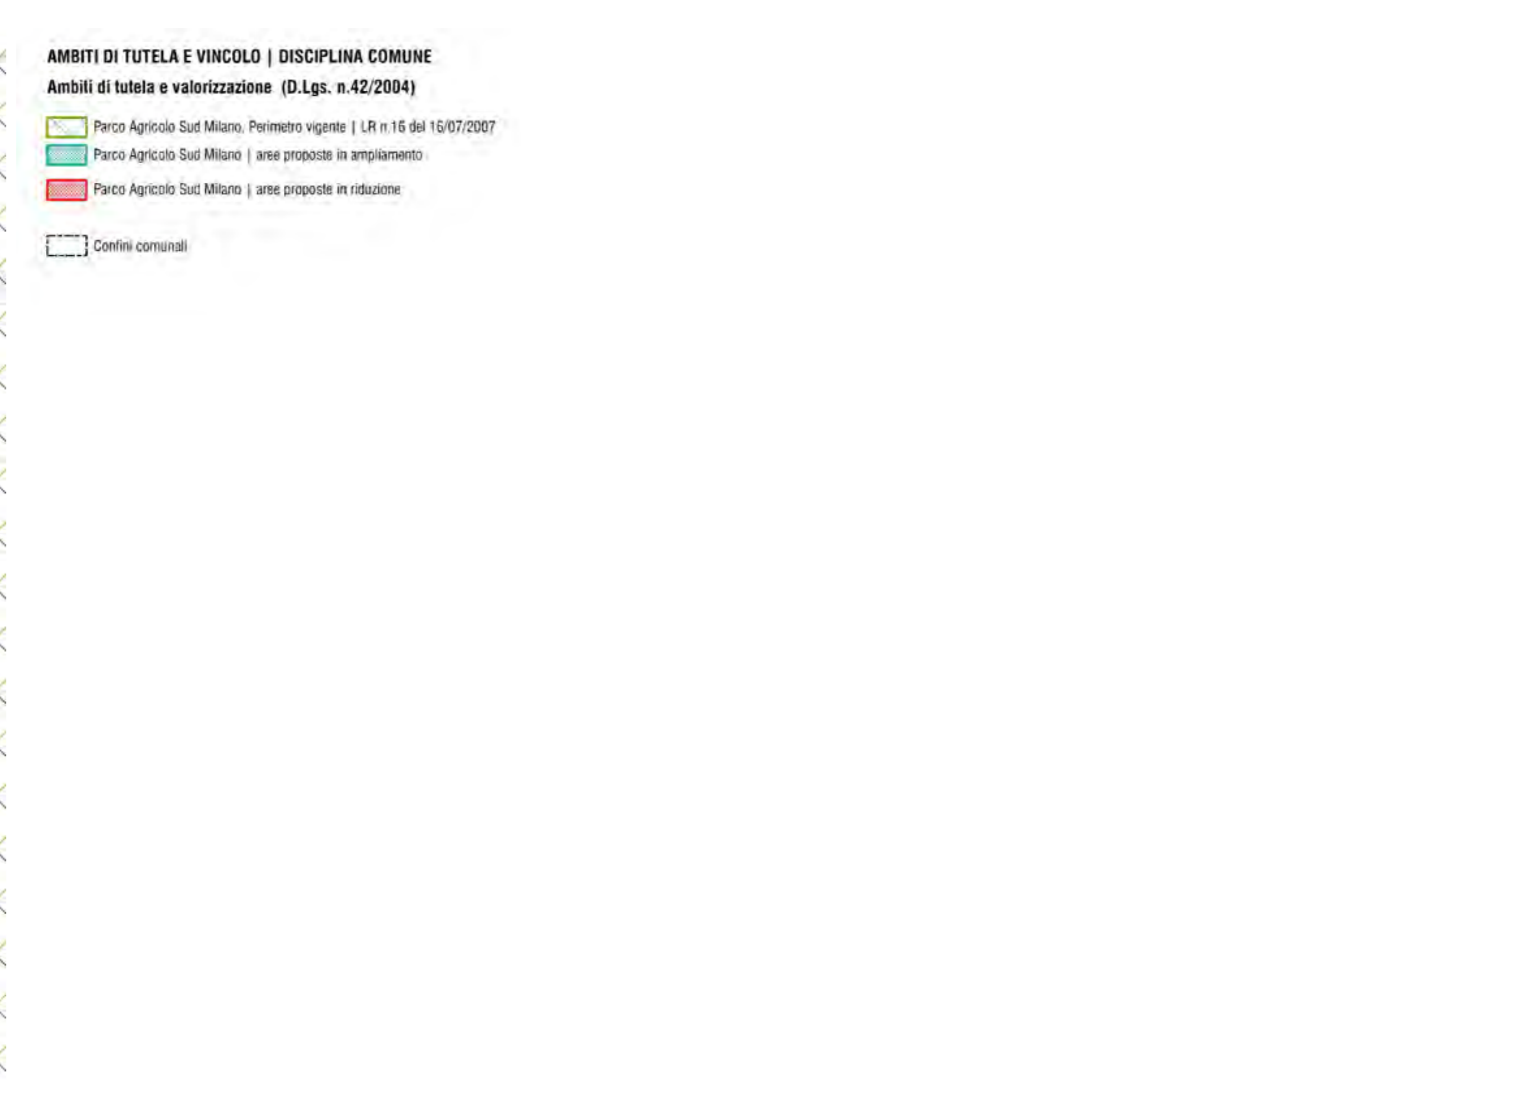 AMBITI DI TUTELA E VINCOLO | DISCIPLINA COMUNE
Ambiti di tutela e valorizzazione (D.Lgs. n.42/2004)
Parco Agricolo Sud Milano. Perimetro vigente | LR n.16 del 16/07/2007
Parco Agricolo Sud Milano | aree proposte in ampliamento
Parco Agricolo Sud Milano | aree proposte in riduzione
Confini comunali